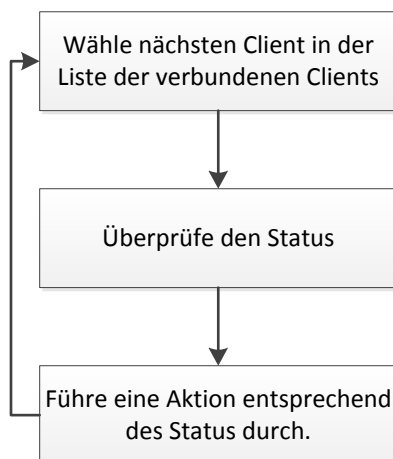 Wähle nächsten Client in der
Liste der verbundenen Clients
Überprüfe den Status
Führe eine Aktion entsprechend
des Status durch.